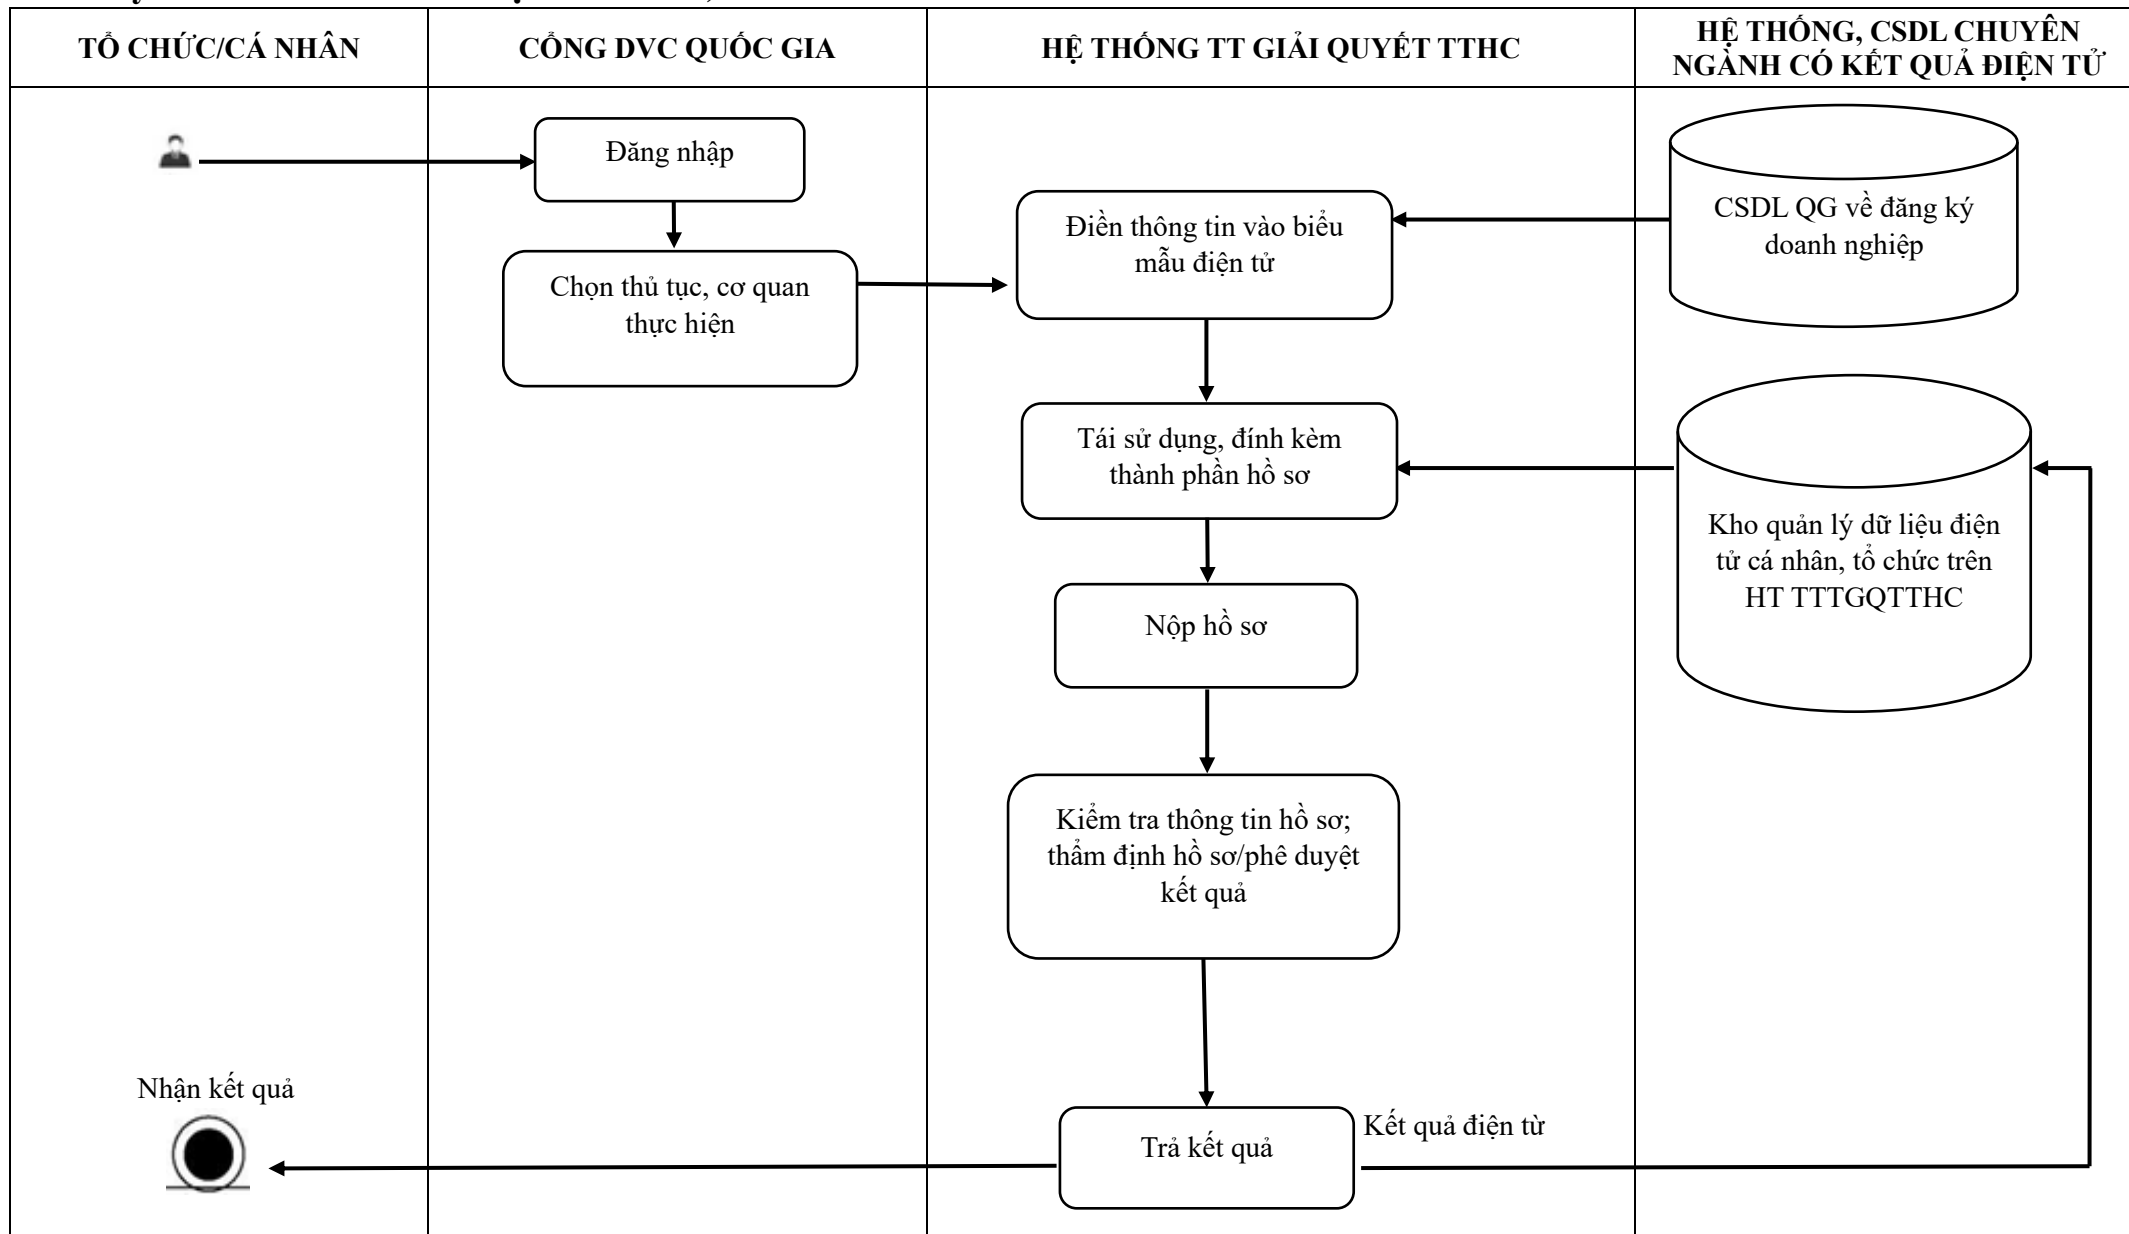 TỔ CHỨC/CÁ NHÂN
CỔNG DVC QUỐC GIA
HỆ THỐNG TT GIẢI QUYẾT TTHC
HỆ THỐNG, CSDL CHUYÊN
NGÀNH CÓ KẾT QUẢ ĐIỆN TỬ
Đăng nhập
Chọn thủ tục, cơ quan
thực hiện
Điền thông tin vào biểu
mẫu điện tử
CSDL QG về đăng ký
doanh nghiệp
Tái sử dụng, đính kèm
thành phần hồ sơ
Kho quản lý dữ liệu điện
tử cá nhân, tổ chức trên
HT TTTGQTTHC
Nộp hồ sơ
Kiểm tra thông tin hồ sơ;
thẩm định hồ sơ/phê duyệt
kết quả
Nhận kết quả
Trả kết quả
Kết quả điện từ